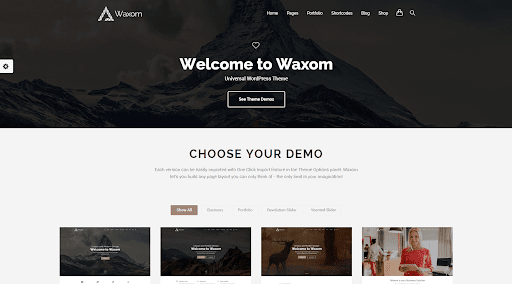 Waxom
Home Pages Portfolio Shortcodes Blog Shop
Welcome to Waxom
Universal WordPress Theme
See Theme Demos
CHOOSE YOUR DEMO
Each version can be easily imported with One Click Import feature in the Theme Options panel. Waxom
let's you build any page layout you can only think of - the only limit is your imagination!
Show All Business Portfolio Revolution Slider Journal Slider
Welcome to Waxom Welcome to Waxom Welcome to Waxom